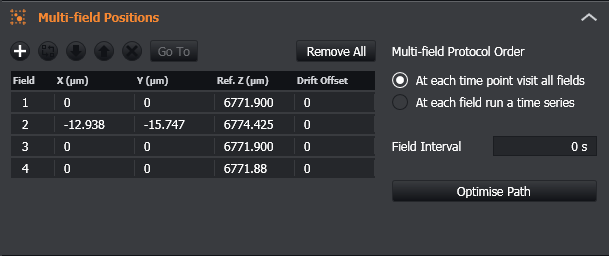 Multi-field Positions
Go To
Remove All
Field X (µm) Y (µm) Ref. Z (µm) Drift Offset
1 0 0 6771.900 0
2 -12.938 -15.747 6774.425 0
3 0 0 6771.900 0
4 0 0 6771.88 0
Multi-field Protocol Order
At each time point visit all fields
At each field run a time series
Field Interval 0 s
Optimise Path